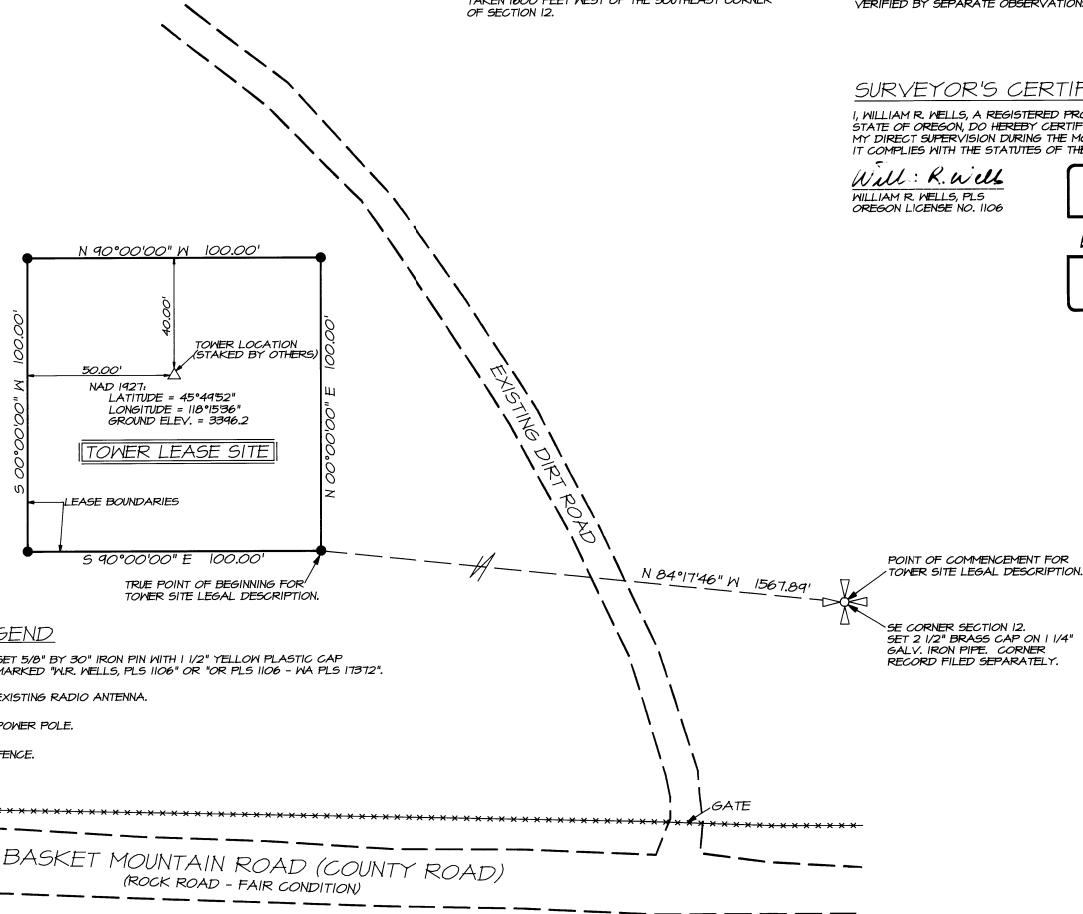 TAKEN 1600 FEET WEST OF THE SOUTHEAST CORNER
OF SECTION 12.
VERIFIED BY SEPARATE OBSERVATION
SURVEYOR'S CERTIF
I, WILLIAM R. WELLS, A REGISTERED PRO
STATE OF OREGON, DO HEREBY CERTIF
MY DIRECT SUPERVISION DURING THE MO
IT COMPLIES WITH THE STATUTES OF THE
Will: R. Wells
WILLIAM R. WELLS, PLS
OREGON LICENSE NO. 1106
N 90°00'00" W 100.00'
S 00°00'00" W 100.00'
40.00'
TOWER LOCATION
(STAKED BY OTHERS)
50.00'
NAD 1927:
LATITUDE = 45°49'52"
LONGITUDE = 118°15'36"
GROUND ELEV. = 3396.2
TOWER LEASE SITE
N 00°00'00" E 100.00'
LEASE BOUNDARIES
S 90°00'00" E 100.00'
TRUE POINT OF BEGINNING FOR
TOWER SITE LEGAL DESCRIPTION.
EXISTING DIRT ROAD
N 84°17'46" W 1567.89'
POINT OF COMMENCEMENT FOR
TOWER SITE LEGAL DESCRIPTION.
SE CORNER SECTION 12.
SET 2 1/2" BRASS CAP ON 1 1/4"
GALV. IRON PIPE. CORNER
RECORD FILED SEPARATELY.
GEND
SET 5/8" BY 30" IRON PIN WITH 1 1/2" YELLOW PLASTIC CAP
MARKED "W.R. WELLS, PLS 1106" OR "OR PLS 1106 - WA PLS 17372".
EXISTING RADIO ANTENNA.
POWER POLE.
FENCE.
GATE
BASKET MOUNTAIN ROAD (COUNTY ROAD)
(ROCK ROAD - FAIR CONDITION)